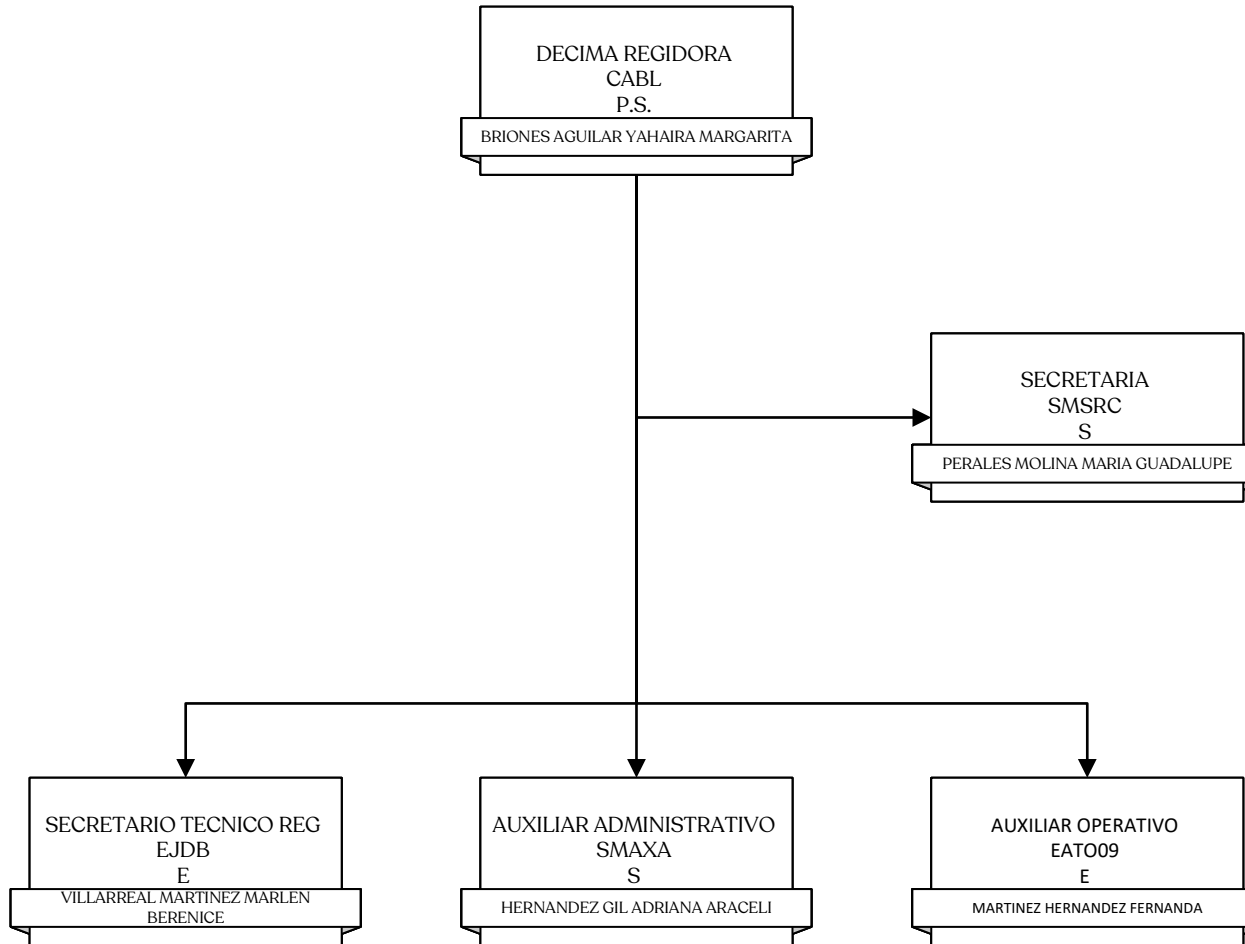 DECIMA REGIDORA
CABL
P.S.
BRIONES AGUILAR YAHAIRA MARGARITA
SECRETARIA
SMSRC
S
PERALES MOLINA MARIA GUADALUPE
SECRETARIO TECNICO REG
EJDB
E
VILLARREAL MARTINEZ MARLEN
BERENICE
AUXILIAR ADMINISTRATIVO
SMAXA
S
HERNANDEZ GIL ADRIANA ARACELI
AUXILIAR OPERATIVO
EATO09
E
MARTINEZ HERNANDEZ FERNANDA